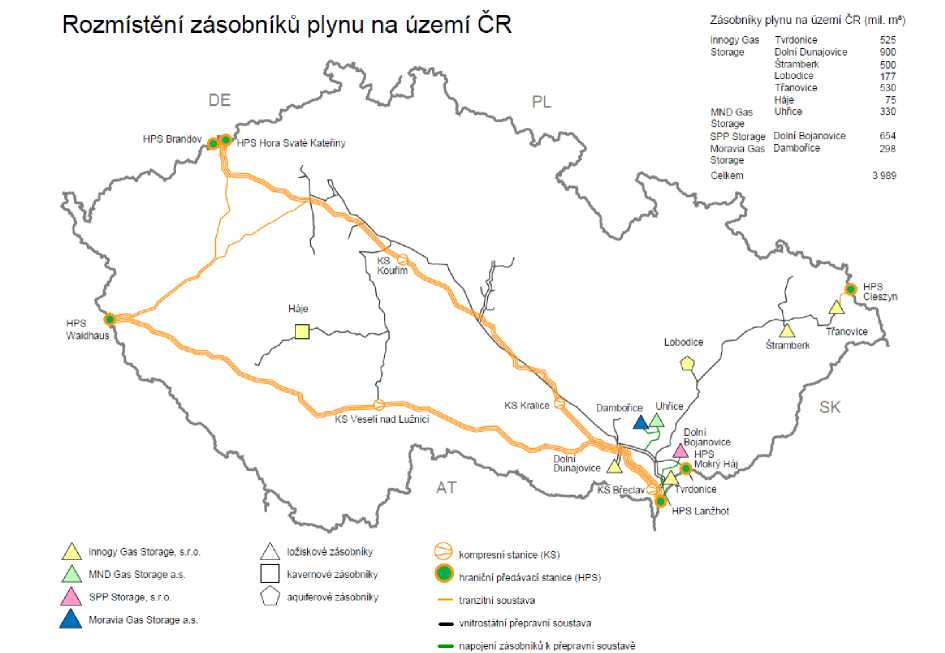 Rozmístění zásobníků plynu na území ČR
Zásobníky plynu na území ČR (mil. m³)
Innogy Gas Tvrdonice 525
Storage Dolní Dunajovice 900
Štramberk 500
Lobodice 177
Třanovice 530
Háje 75
MND Gas Uhřice 330
Storage
SPP Storage Dolní Bojanovice 654
Moravia Gas Dambořice 298
Storage
Celkem 3 989
DE
PL
HPS Brandov
HPS Hora Svaté Kateřiny
KS
Kouřim
HPS
Cieszyn
Háje
HPS
Waidhaus
Třanovice
Štramberk
Lobodice
SK
KS Kralice
Dambořice
Uhřice
KS Veselí nad Lužnicí
Dolní
Bojanovice
HPS
Mokrý Háj
Dolní
Dunajovice
AT
KS Břeclav
Tvrdonice
HPS Lanžhot
Innogy Gas Storage, s.r.o.
MND Gas Storage a.s.
SPP Storage, s.r.o.
Moravia Gas Storage a.s.
ložiskové zásobníky
kavernové zásobníky
aquiferové zásobníky
kompresní stanice (KS)
hraniční předávací stanice (HPS)
tranzitní soustava
vnitrostátní přepravní soustava
napojení zásobníků k přepravní soustavě